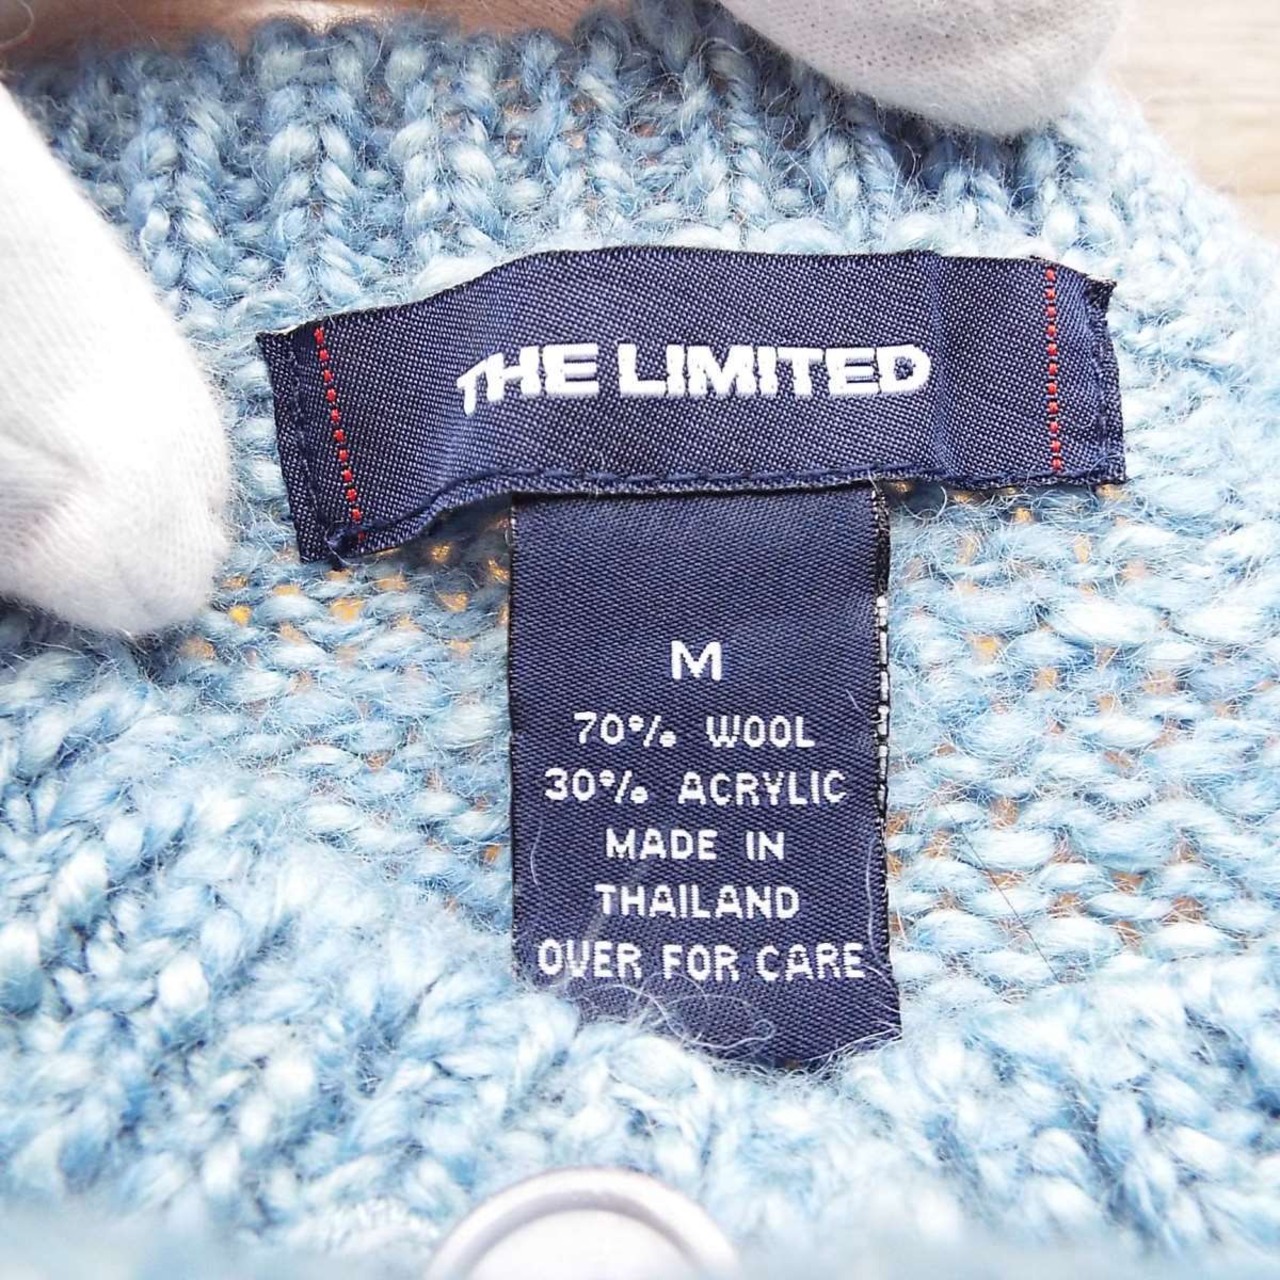 THE LIMITED
M
70% WOOL
30% ACRYLIC
MADE IN
THAILAND
OVER FOR CARE